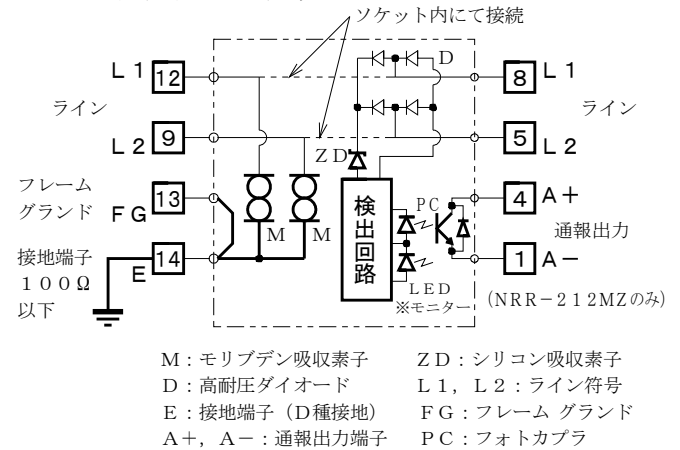 ソケット内にて接続
L1 12
D
8 L1
ライン
ライン
L2 9
5 L2
ZD
フレーム
グランド
FG 13
M
M
検出回路
PC
4 A+
通報出力
接地端子
100Ω
以下
14
E
LED
※モニター
1 A−
(NRR−212MZのみ)
M：モリブデン吸収素子 ZD：シリコン吸収素子
D：高耐圧ダイオード L1，L2：ライン符号
E：接地端子（D種接地） FG：フレーム グランド
A+，A−：通報出力端子 PC：フォトカプラ